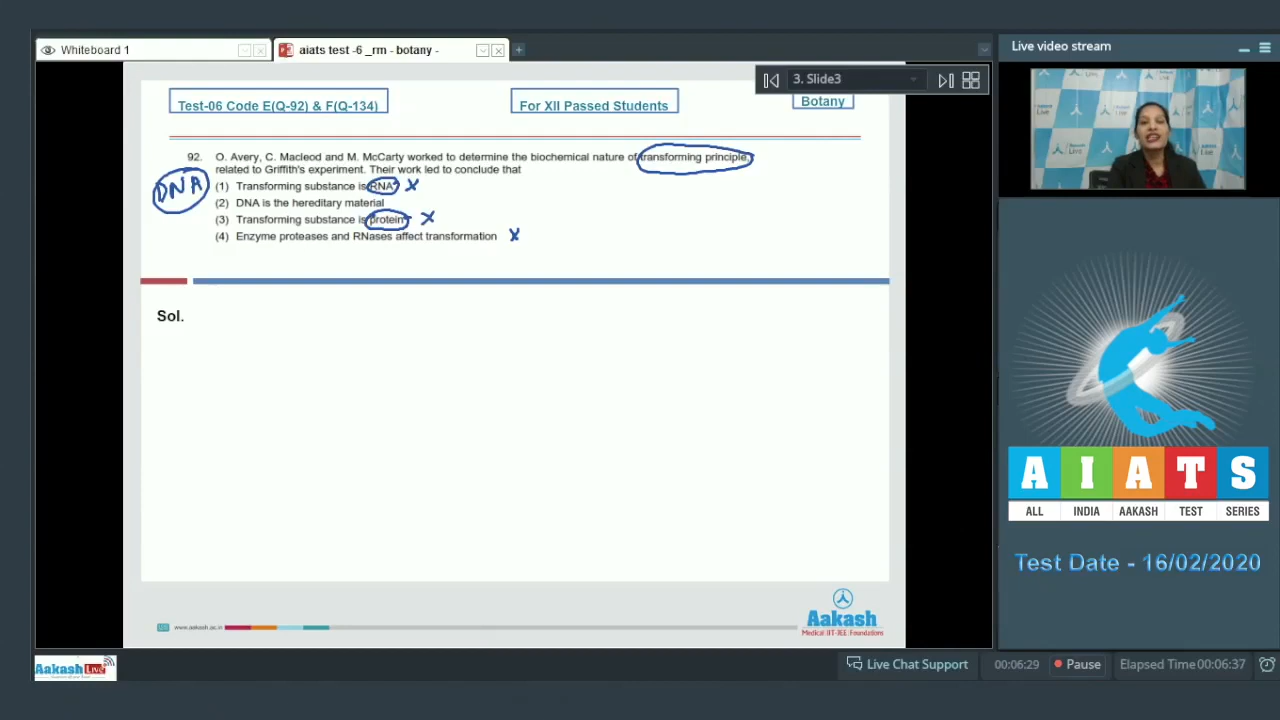 Whiteboard 1
aiats test -6 _rm - botany -
Live video stream
3. Slide3
Test-06 Code E(Q-92) & F(Q-134)
For XII Passed Students
Botany
92. O. Avery, C. Macleod and M. McCarty worked to determine the biochemical nature of transforming principle,
related to Griffith's experiment. Their work led to conclude that
DNA
(1) Transforming substance is RNA x
(2) DNA is the hereditary material
(3) Transforming substance is protein x
(4) Enzyme proteases and RNases affect transformation x
Sol.
AIATS
ALL INDIA AAKASH TEST SERIES
Test Date - 16/02/2020
www.aakash.ac.in
Aakash
Medical|IIT-JEE|Foundations
Aakash Live
Live Chat Support
00:06:29
Pause
Elapsed Time 00:06:37